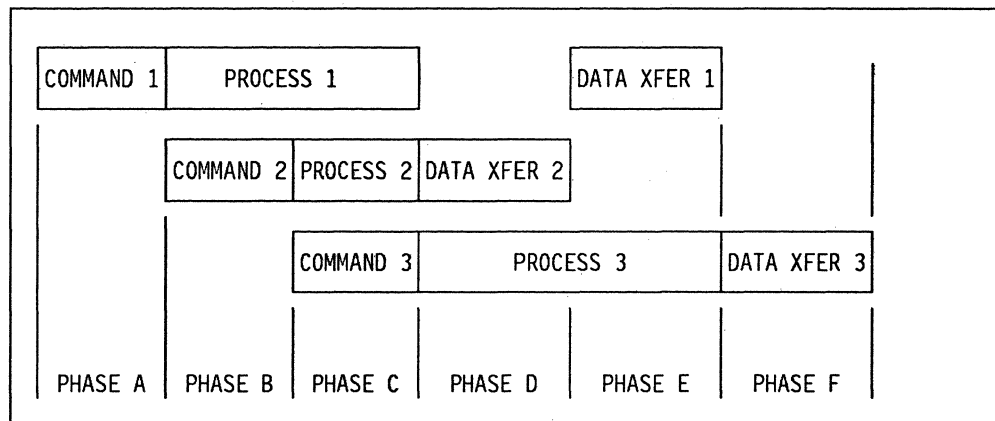 COMMAND 1 PROCESS 1 DATA XFER 1
COMMAND 2 PROCESS 2 DATA XFER 2
COMMAND 3 PROCESS 3 DATA XFER 3
PHASE A PHASE B PHASE C PHASE D PHASE E PHASE F